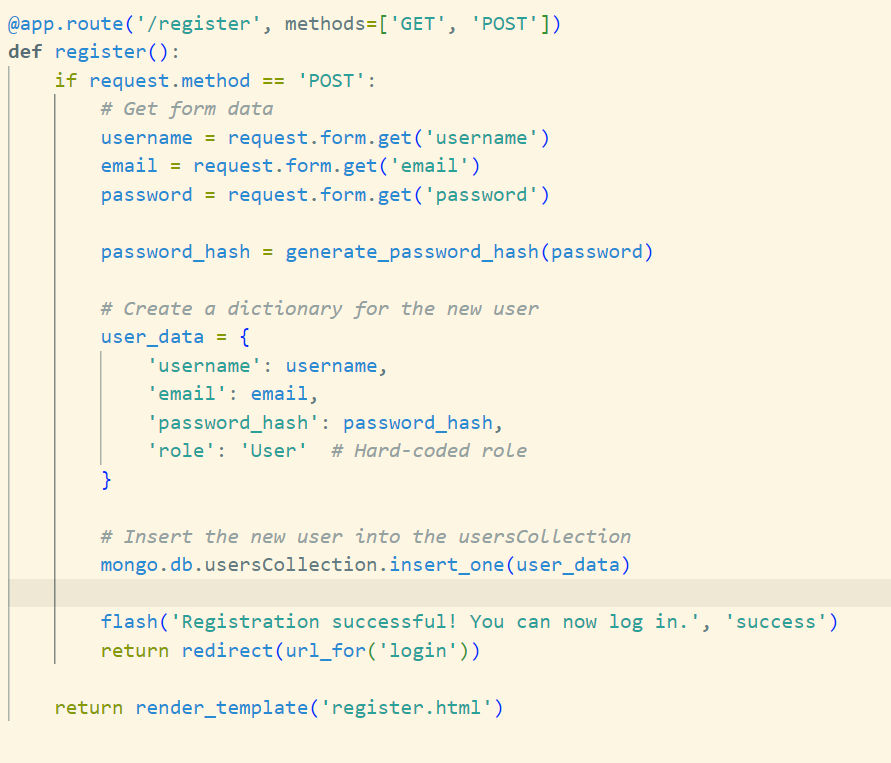 @app.route('/register', methods=['GET', 'POST'])
def register():
    if request.method == 'POST':
        # Get form data
        username = request.form.get('username')
        email = request.form.get('email')
        password = request.form.get('password')

        password_hash = generate_password_hash(password)

        # Create a dictionary for the new user
        user_data = {
            'username': username,
            'email': email,
            'password_hash': password_hash,
            'role': 'User'  # Hard-coded role
        }

        # Insert the new user into the usersCollection
        mongo.db.usersCollection.insert_one(user_data)

        flash('Registration successful! You can now log in.', 'success')
        return redirect(url_for('login'))

    return render_template('register.html')